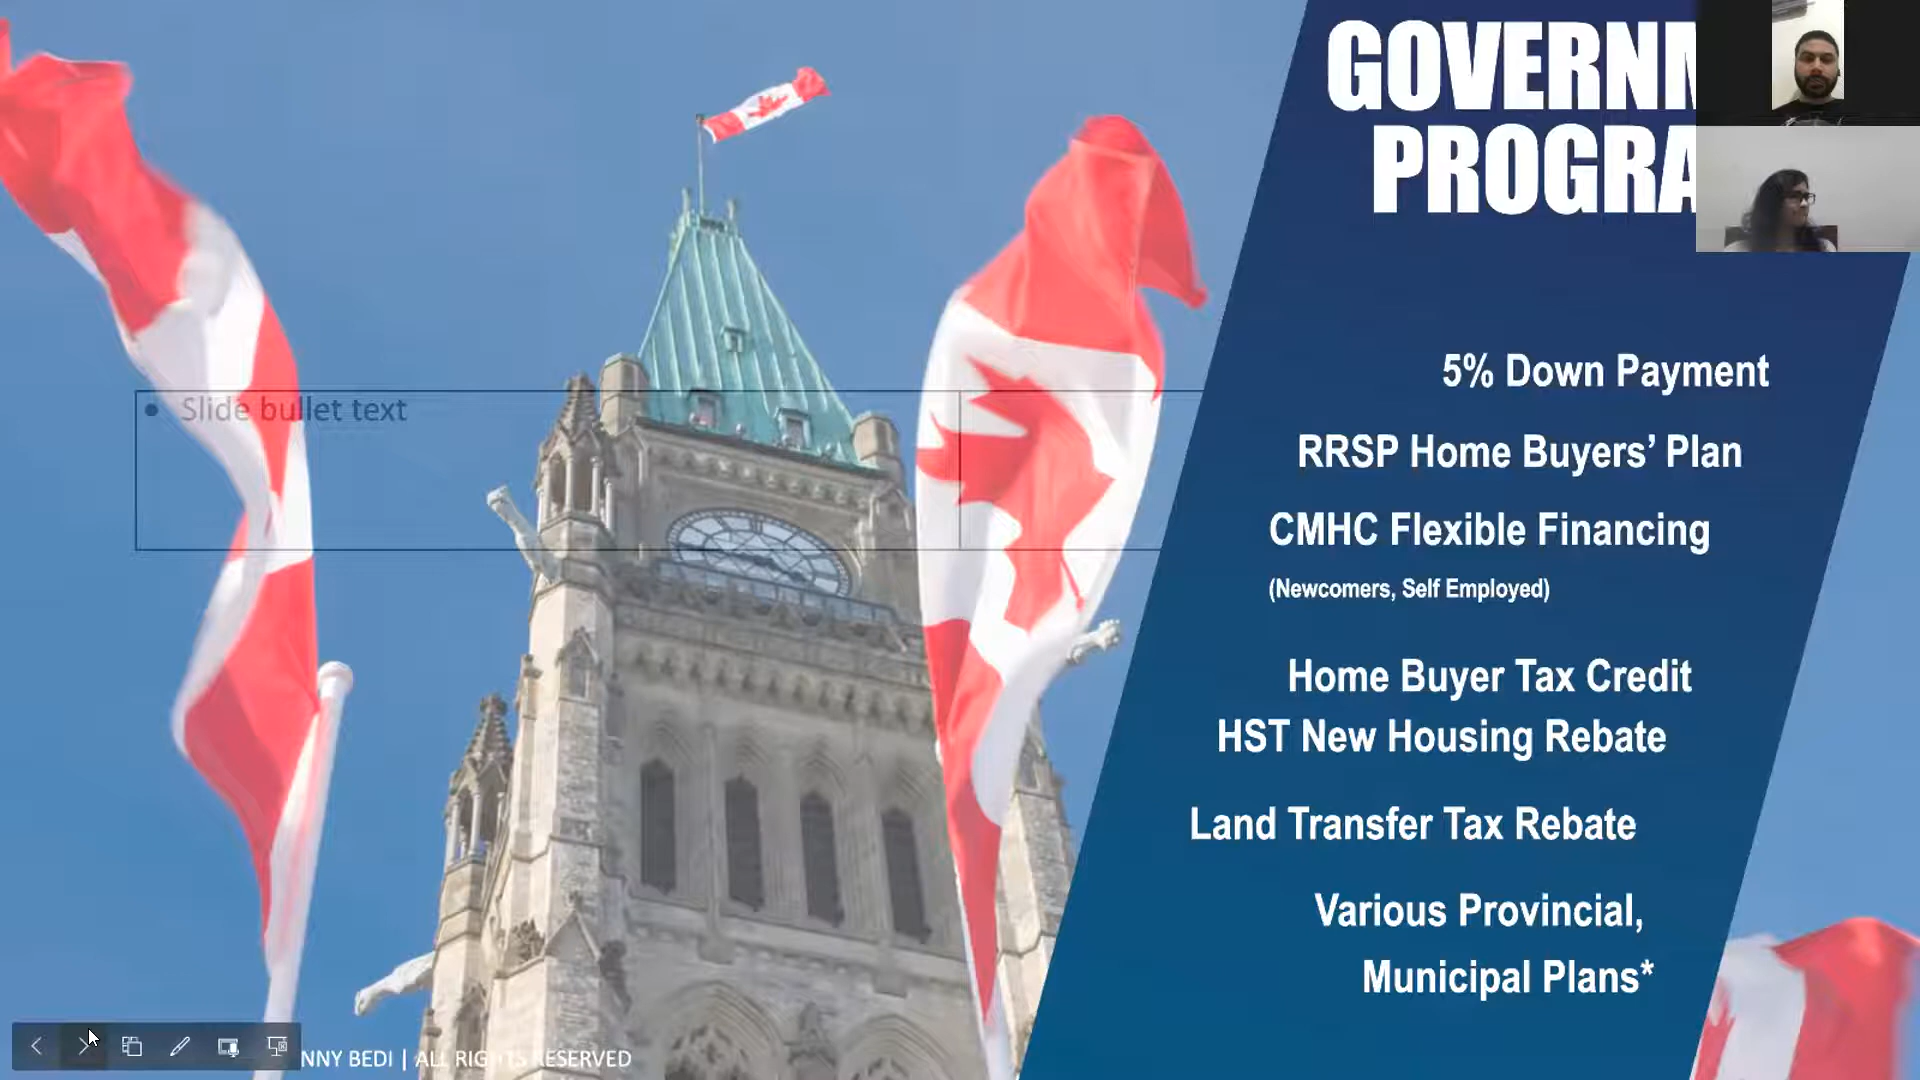 GOVERNM
PROGRA
5% Down Payment
RRSP Home Buyers’ Plan
• Slide bullet text
CMHC Flexible Financing
(Newcomers, Self Employed)
Home Buyer Tax Credit
HST New Housing Rebate
Land Transfer Tax Rebate
Various Provincial,
Municipal Plans*
NNY BEDI | ALL RIGHTS RESERVED